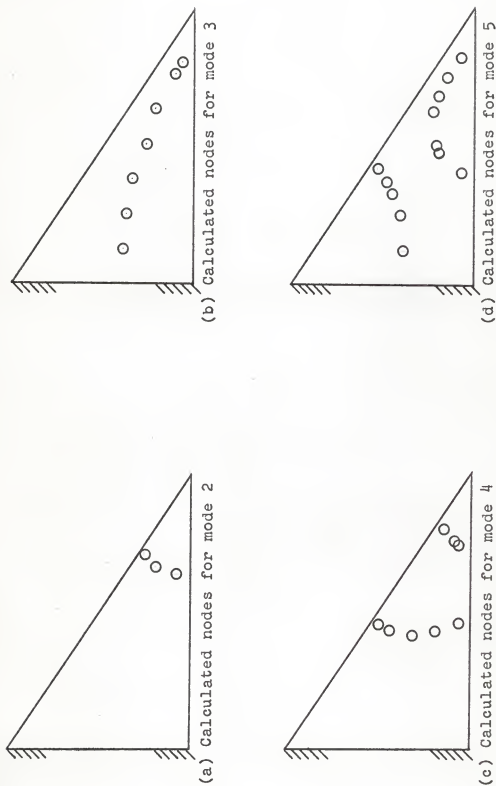 (a) Calculated nodes for mode 2
(b) Calculated nodes for mode 3
(c) Calculated nodes for mode 4
(d) Calculated nodes for mode 5